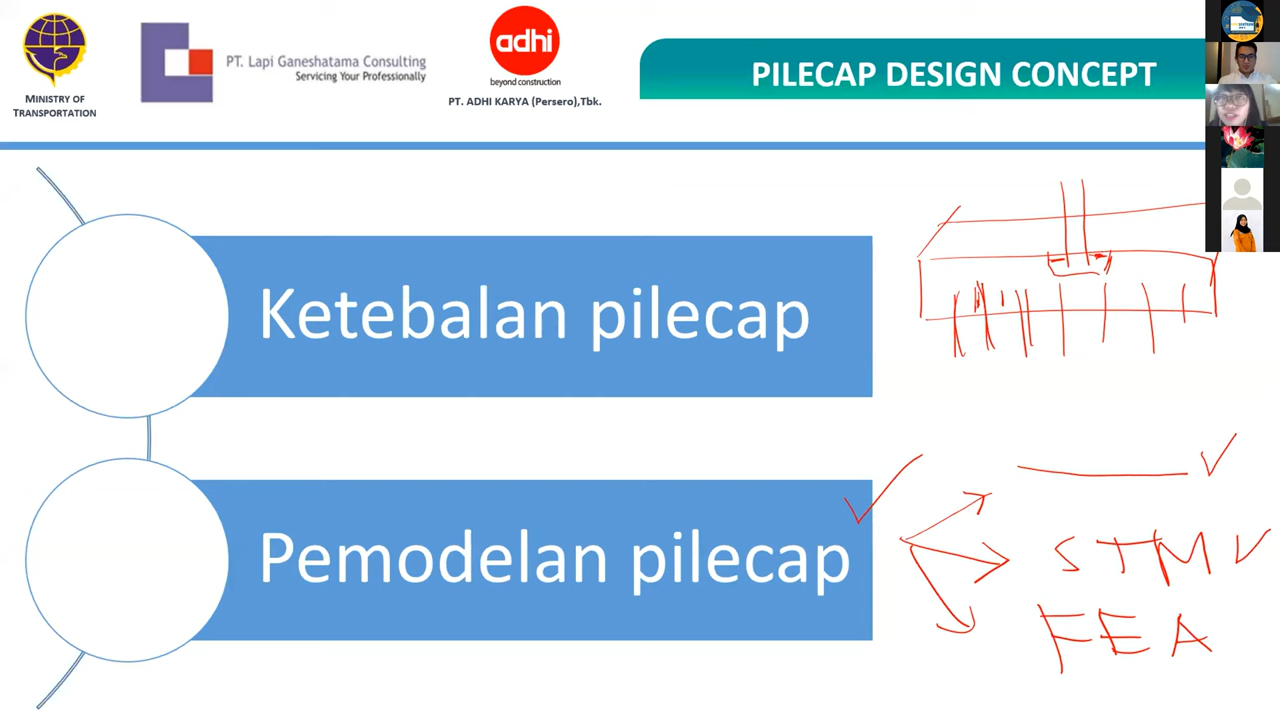 MINISTRY OF
TRANSPORTATION
PT. Lapi Ganeshatama Consulting
Servicing Your Professionally
adhi
beyond construction
PT. ADHI KARYA (Persero),Tbk.
PILECAP DESIGN CONCEPT
Ketebalan pilecap
Pemodelan pilecap
STM
FEA